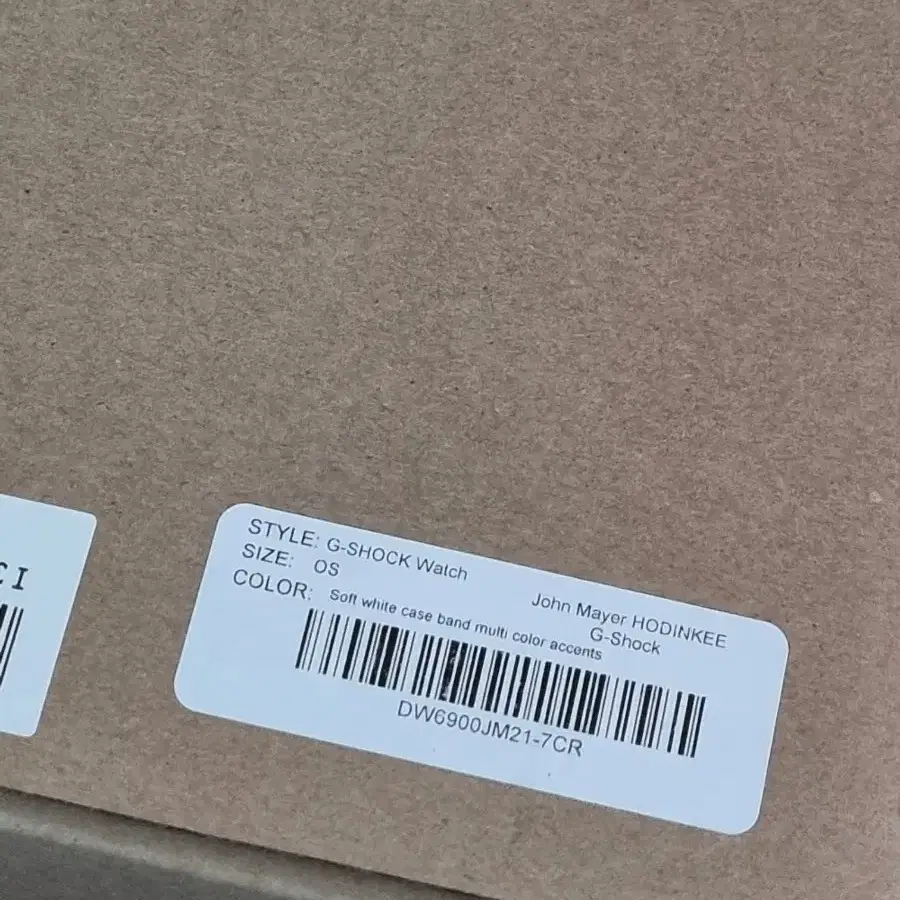 STYLE: G-SHOCK Watch
SIZE: OS
COLOR: Soft white case band multi color accents
John Mayer HODINKEE
G-Shock
DW6900JM21-7CR